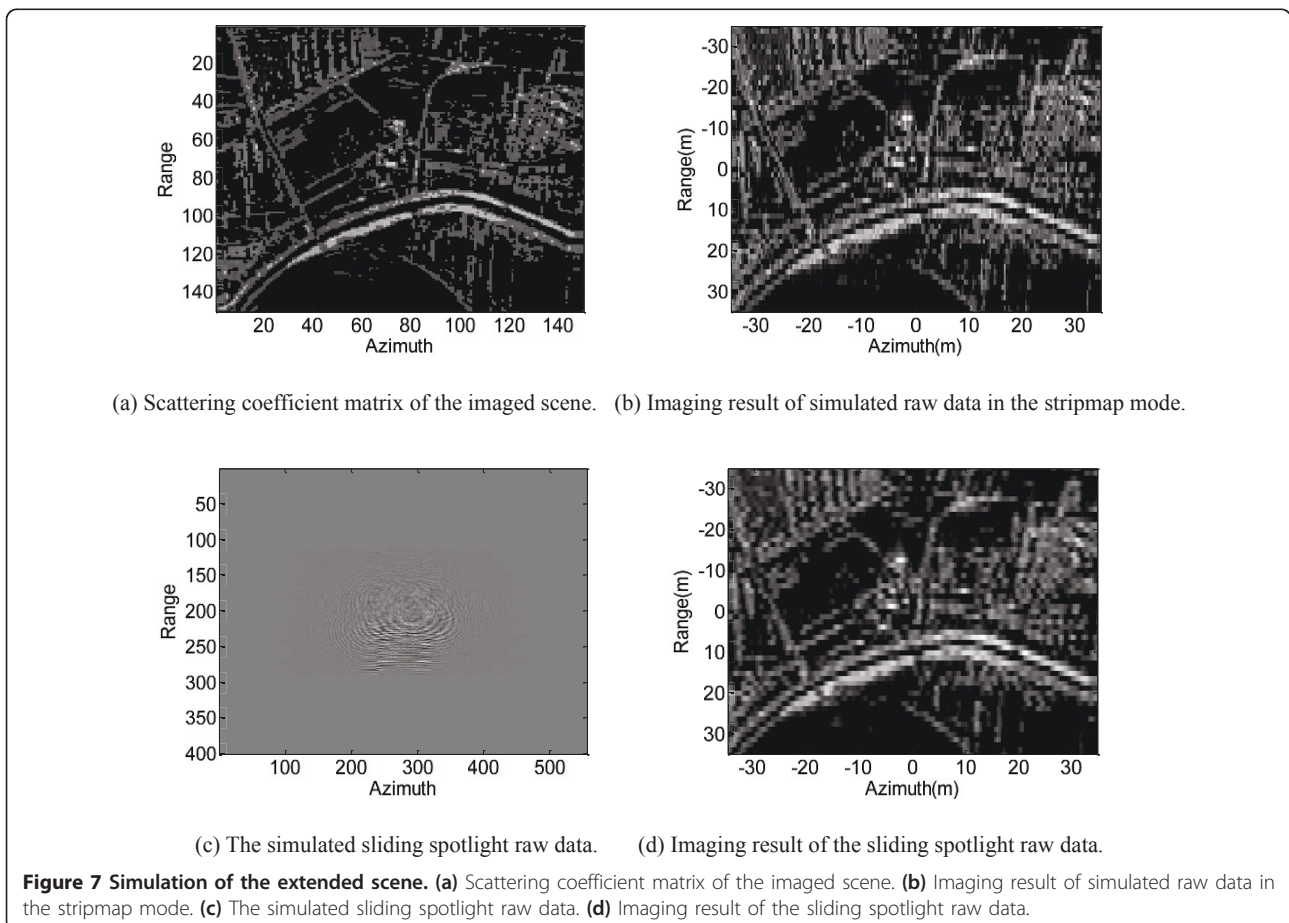 20
40
60
80
100
120
140
Range
20 40 60 80 100 120 140
Azimuth
-30
-20
-10
0
10
20
30
Range(m)
-30 -20 -10 0 10 20 30
Azimuth(m)
(a) Scattering coefficient matrix of the imaged scene. (b) Imaging result of simulated raw data in the stripmap mode.
50
100
150
200
250
300
350
400
Range
100 200 300 400 500
Azimuth
-30
-20
-10
0
10
20
30
Range(m)
-30 -20 -10 0 10 20 30
Azimuth(m)
(c) The simulated sliding spotlight raw data. (d) Imaging result of the sliding spotlight raw data.
Figure 7 Simulation of the extended scene. (a) Scattering coefficient matrix of the imaged scene. (b) Imaging result of simulated raw data in
the stripmap mode. (c) The simulated sliding spotlight raw data. (d) Imaging result of the sliding spotlight raw data.